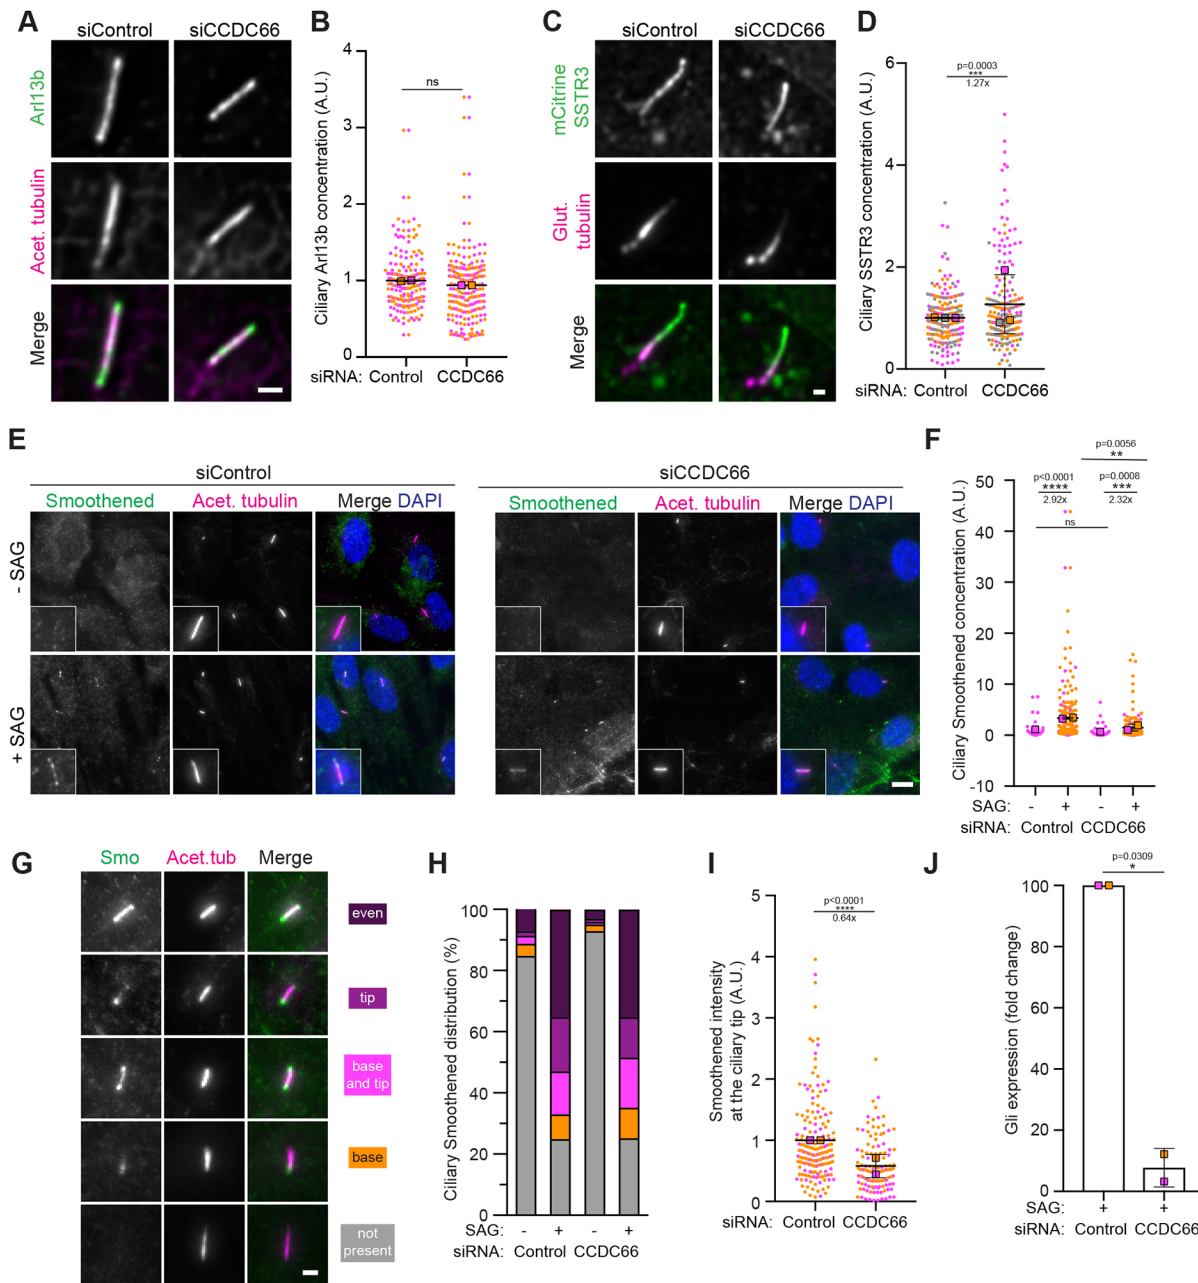 A
siControl
siCCDC66
Arl13b
Acet. tubulin
Merge
B
Ciliary Arl13b concentration (A.U.)
4
3
2
1
0
ns
siRNA: Control CCDC66
C
siControl
siCCDC66
mCitrine
SSTR3
Glut.
tubulin
Merge
D
Ciliary SSTR3 concentration (A.U.)
6
4
2
0
p=0.0003
***
1.27x
siRNA: Control CCDC66
E
siControl
Smoothened
Acet. tubulin
Merge DAPI
siCCDC66
Smoothened
Acet. tubulin
Merge DAPI
- SAG
+ SAG
F
Ciliary Smoothened concentration (A.U.)
50
40
30
20
10
0
-10
p=0.0056
**
p<0.0001
****
2.92x
p=0.0008
***
2.32x
ns
SAG: - + - +
siRNA: Control CCDC66
G
Smo
Acet.tub
Merge
even
tip
base
and tip
base
not
present
H
Ciliary Smoothened distribution (%)
100
80
60
40
20
0
SAG: - + - +
siRNA: Control CCDC66
I
Smoothened intensity
at the ciliary tip (A.U.)
5
4
3
2
1
0
p<0.0001
****
0.64x
siRNA: Control CCDC66
J
Gli expression (fold change)
100
80
60
40
20
0
p=0.0309
*
SAG: + +
siRNA: Control CCDC66